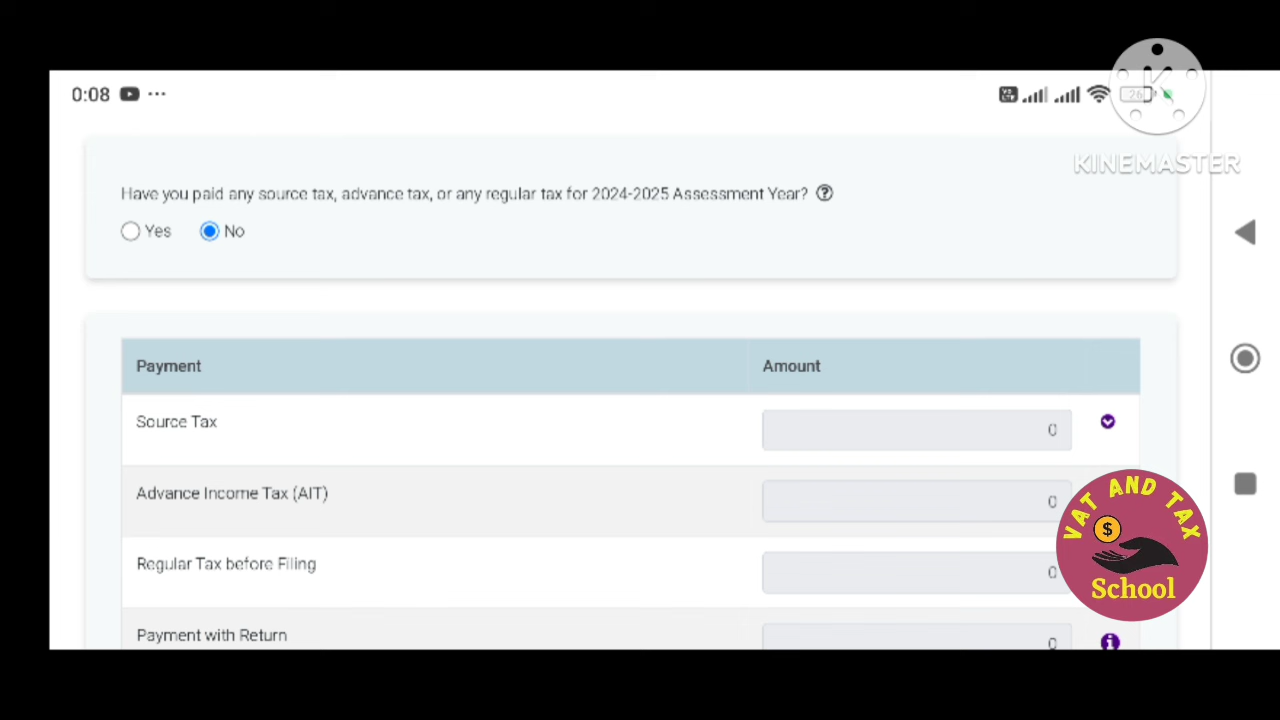 0:08
26
KINEMASTER
Have you paid any source tax, advance tax, or any regular tax for 2024-2025 Assessment Year? ?
Yes No
Payment Amount
Source Tax 0
Advance Income Tax (AIT) 0
Regular Tax before Filing 0
Payment with Return 0
VAT AND TAX
$
School